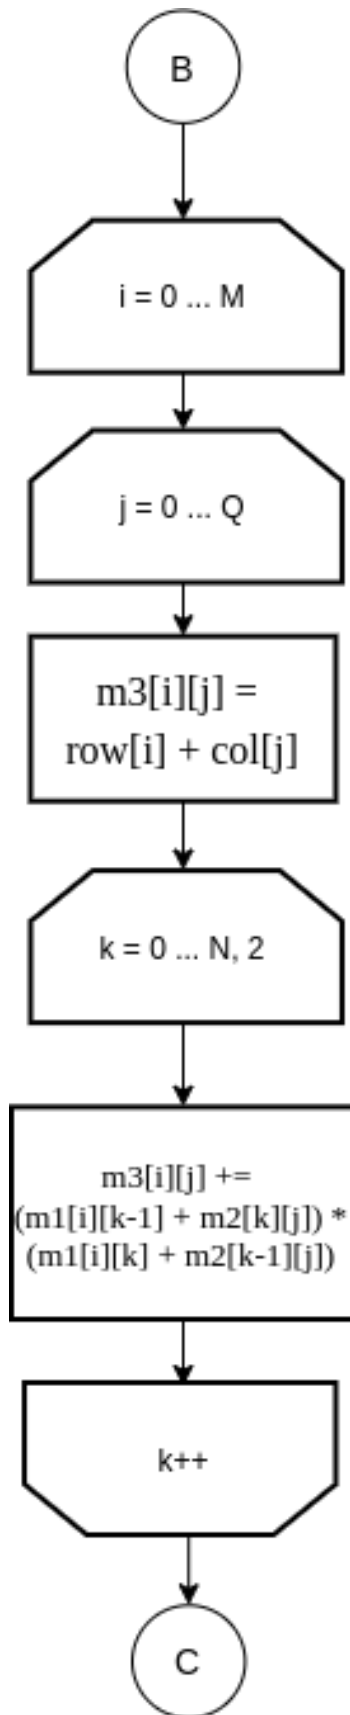 B
i = 0 ... M
j = 0 ... Q
m3[i][j] =
row[i] + col[j]
k = 0 ... N, 2
m3[i][j] +=
(m1[i][k-1] + m2[k][j]) *
(m1[i][k] + m2[k-1][j])
k++
C